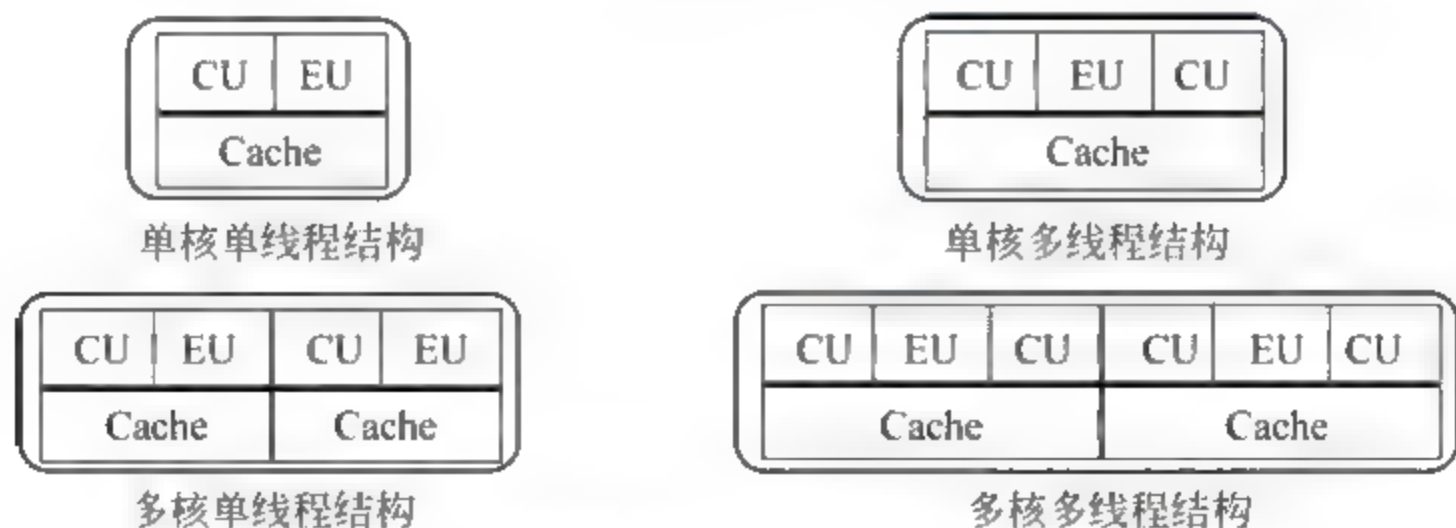 CU EU
Cache
单核单线程结构
CU EU CU
Cache
单核多线程结构
CU EU CU EU
Cache Cache
多核单线程结构
CU EU CU CU EU CU
Cache Cache
多核多线程结构